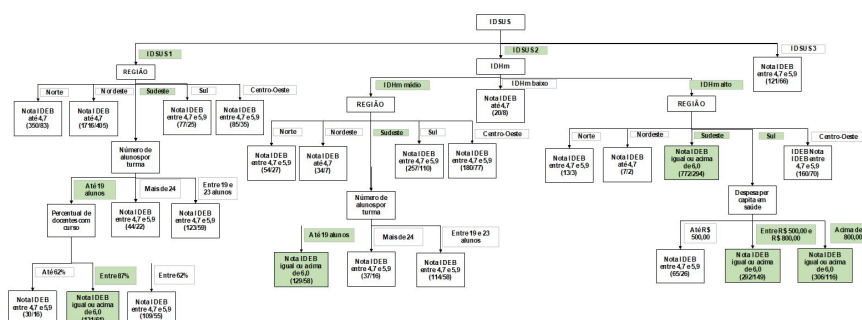 IDSUS
IDSUS1
IDSUS2
IDSUS3
REGIÃO
IDHm
Nota IDEB
entre 4,7 e 5,9
(121/66)
Norte
Nordeste
Sudeste
Sul
Centro-Oeste
IDHm médio
IDHm baixo
IDHm alto
Nota IDEB
até 4,7
(350/83)
Nota IDEB
até 4,7
(1716/405)
Nota IDEB
entre 4,7 e 5,9
(77/25)
Nota IDEB
entre 4,7 e 5,9
(85/35)
REGIÃO
Nota IDEB
até 4,7
(20/8)
REGIÃO
Norte
Nordeste
Sudeste
Sul
Centro-Oeste
Norte
Nordeste
Sudeste
Sul
Centro-Oeste
Número de
alunos por
turma
Nota IDEB
entre 4,7 e 5,9
(54/27)
Nota IDEB
até 4,7
(34/7)
Nota IDEB
entre 4,7 e 5,9
(257/110)
Nota IDEB
entre 4,7 e 5,9
(180/77)
Nota IDEB
entre 4,7 e 5,9
(13/3)
Nota IDEB
até 4,7
(7/2)
Nota IDEB
igual ou acima
de 6,0
(772/294)
IDEB Nota
IDEB entre
4,7 e 5,9
(160/70)
Até 19
alunos
Mais de 24
Entre 19 e
23 alunos
Número de
alunos por
turma
Despesa per
capita em
saúde
Percentual de
docentes com
curso
Nota IDEB
entre 4,7 e 5,9
(44/22)
Nota IDEB
entre 4,7 e 5,9
(123/59)
Até 19 alunos
Mais de 24
Entre 19 e 23
alunos
Até R$
500,00
Entre R$ 500,00 e
R$ 800,00
Acima de
800,00
Nota IDEB
igual ou acima
de 6,0
(129/58)
Nota IDEB
entre 4,7 e 5,9
(37/16)
Nota IDEB
entre 4,7 e 5,9
(114/58)
Nota IDEB
entre 4,7 e 5,9
(65/26)
Nota IDEB
igual ou acima de
6,0
(292/149)
Nota IDEB
igual ou acima de
6,0
(306/116)
Até 62%
Entre 87%
Entre 62%
Nota IDEB
entre 4,7 e 5,9
(30/16)
Nota IDEB
igual ou acima
de 6,0
Nota IDEB
entre 4,7 e 5,9
(109/55)